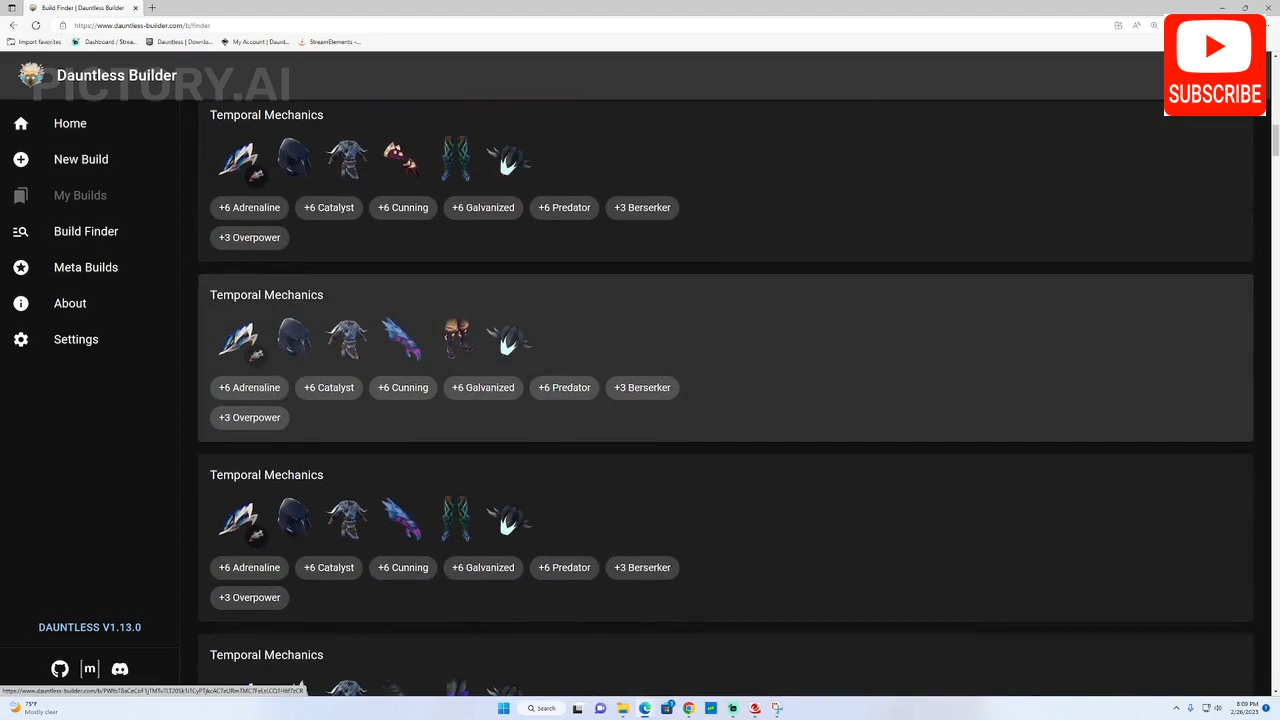 Build Finder | Dauntless Builder
https://www.dauntless-builder.com/b/finder
Import favorites
Dashboard / Strea...
Dauntless | Downlo...
My Account | Daunt...
StreamElements - ...
SUBSCRIBE
Dauntless Builder
PICTORY.AI
Home
New Build
My Builds
Build Finder
Meta Builds
About
Settings
DAUNTLESS V1.13.0
Temporal Mechanics
+6 Adrenaline +6 Catalyst +6 Cunning +6 Galvanized +6 Predator +3 Berserker
+3 Overpower
Temporal Mechanics
+6 Adrenaline +6 Catalyst +6 Cunning +6 Galvanized +6 Predator +3 Berserker
+3 Overpower
Temporal Mechanics
+6 Adrenaline +6 Catalyst +6 Cunning +6 Galvanized +6 Predator +3 Berserker
+3 Overpower
Temporal Mechanics
75°F
Mostly clear
Search
8:09 PM
2/26/2023